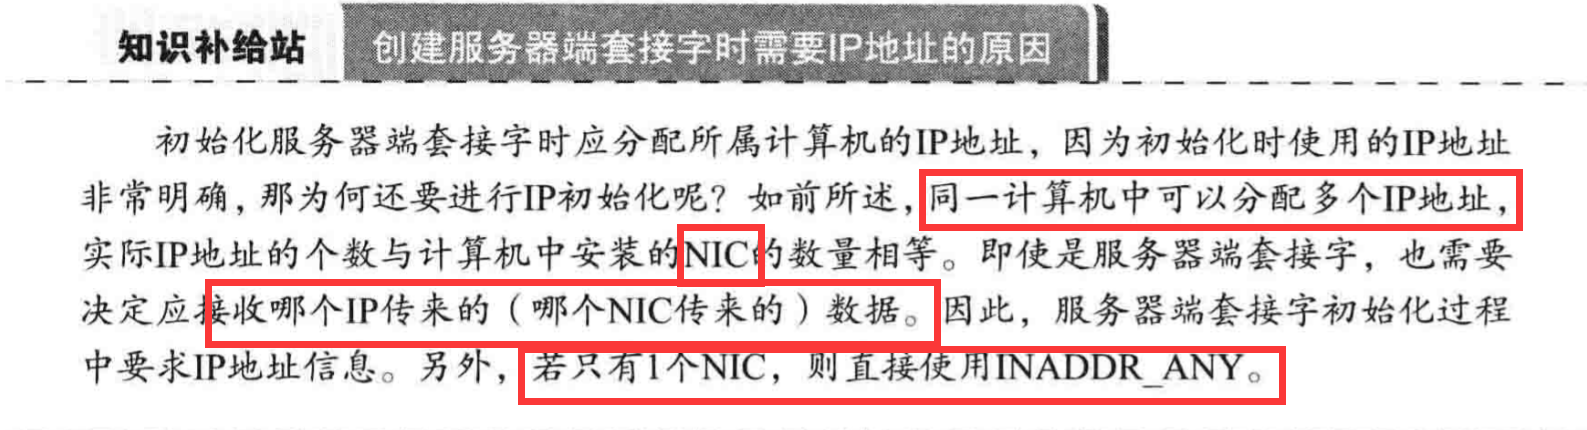 知识补给站 创建服务器端套接字时需要IP地址的原因
初始化服务器端套接字时应分配所属计算机的IP地址，因为初始化时使用的IP地址
非常明确，那为何还要进行IP初始化呢？如前所述，同一计算机中可以分配多个IP地址，
实际IP地址的个数与计算机中安装的NIC的数量相等。即使是服务器端套接字，也需要
决定应接收哪个IP传来的（哪个NIC传来的）数据。因此，服务器端套接字初始化过程
中要求IP地址信息。另外，若只有1个NIC，则直接使用INADDR_ANY。